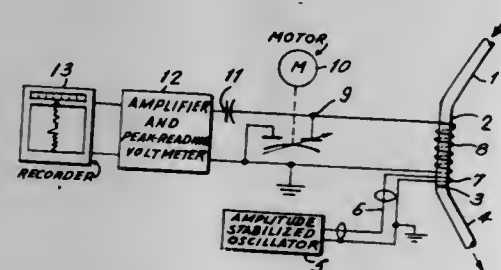 MOTOR
M
10
13
12
11
9
1
AMPLIFIER
AND
PEAK-READING
VOLTMETER
2
8
7
3
RECORDER
6
4
AMPLITUDE
STABILIZED
OSCILLATOR
5